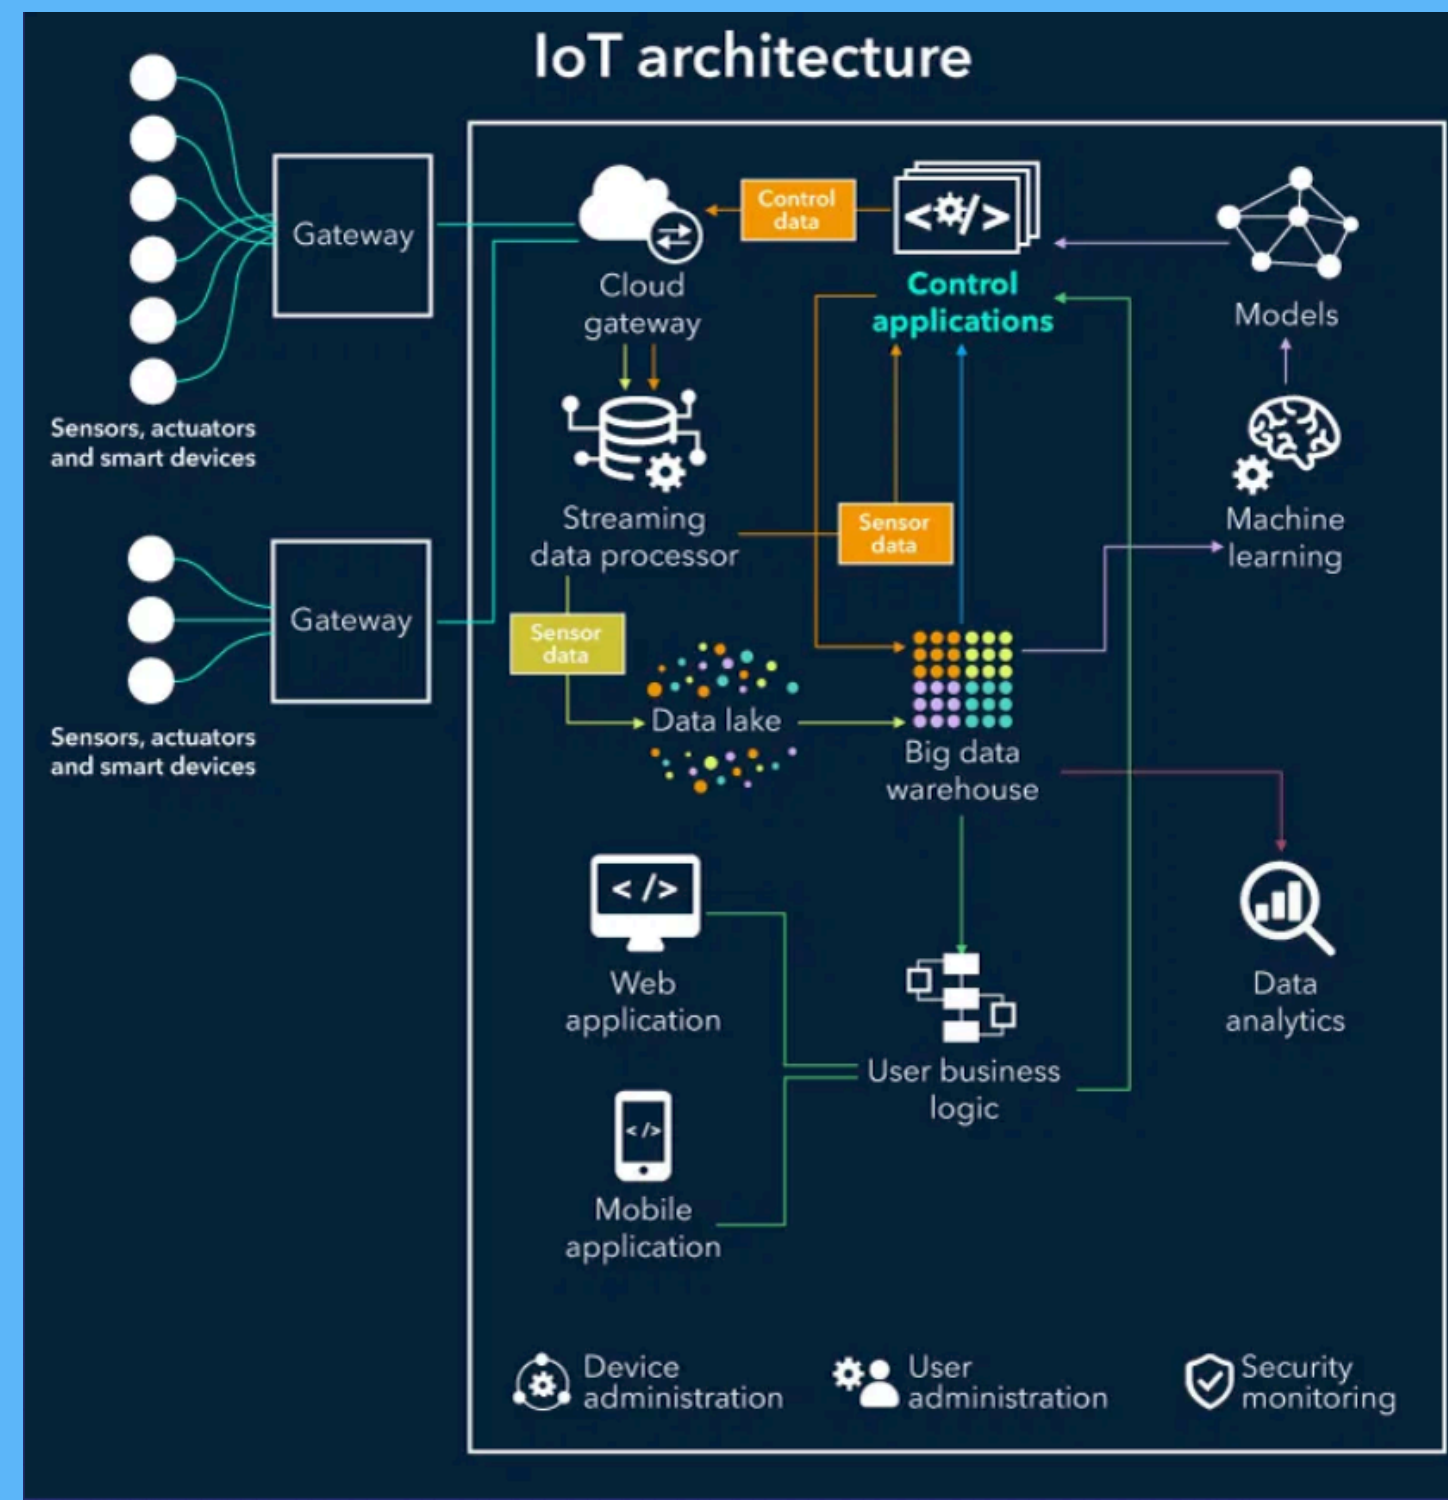 IoT architecture
Gateway
Sensors, actuators
and smart devices
Gateway
Sensors, actuators
and smart devices
Cloud
gateway
Control
data
</>
Control
applications
Models
Streaming
data processor
Sensor
data
Machine
learning
Sensor
data
Data lake
Big data
warehouse
</>
Web
application
User business
logic
Data
analytics
</>
Mobile
application
Device
administration
User
administration
Security
monitoring